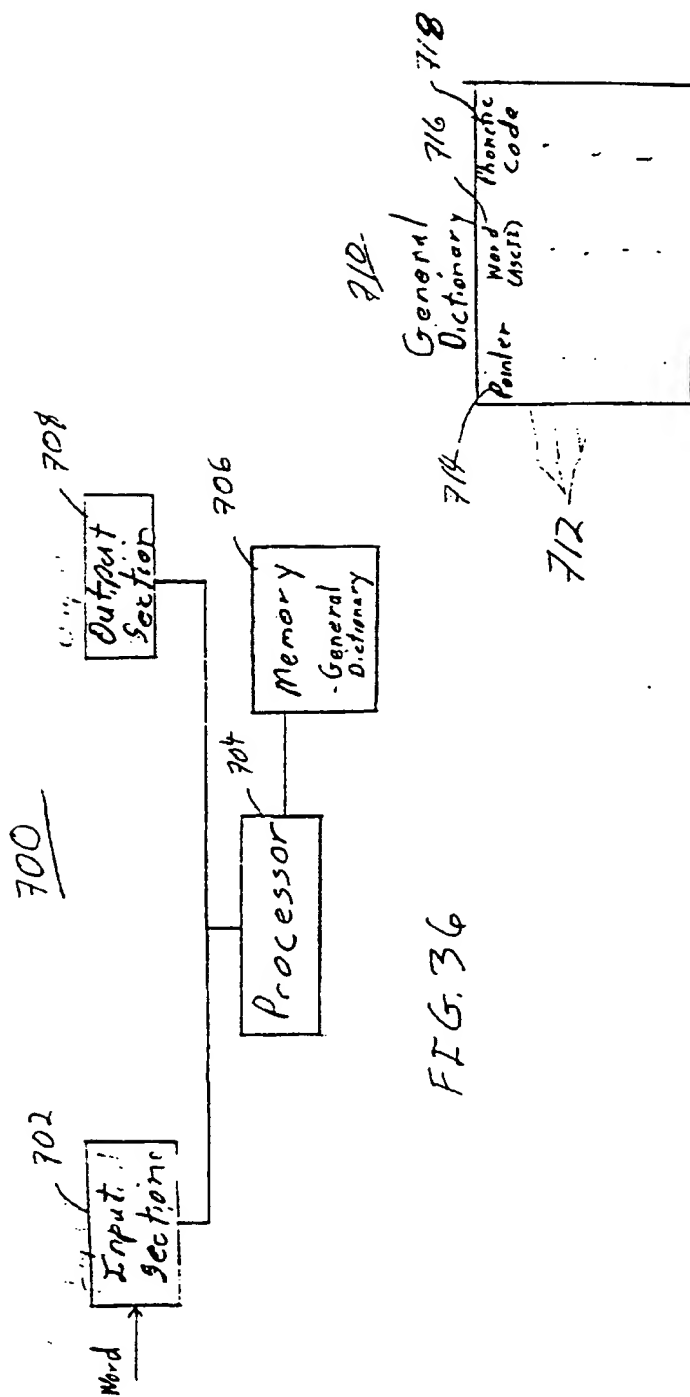 700
Word
702
Input
Sections
704
Processor
706
Memory
- General
Dictionary
708
Output
Section
FIG. 36
710
General
Dictionary
712
714
Pointer
716
Word
(ASCII)
718
Phonetic
Code